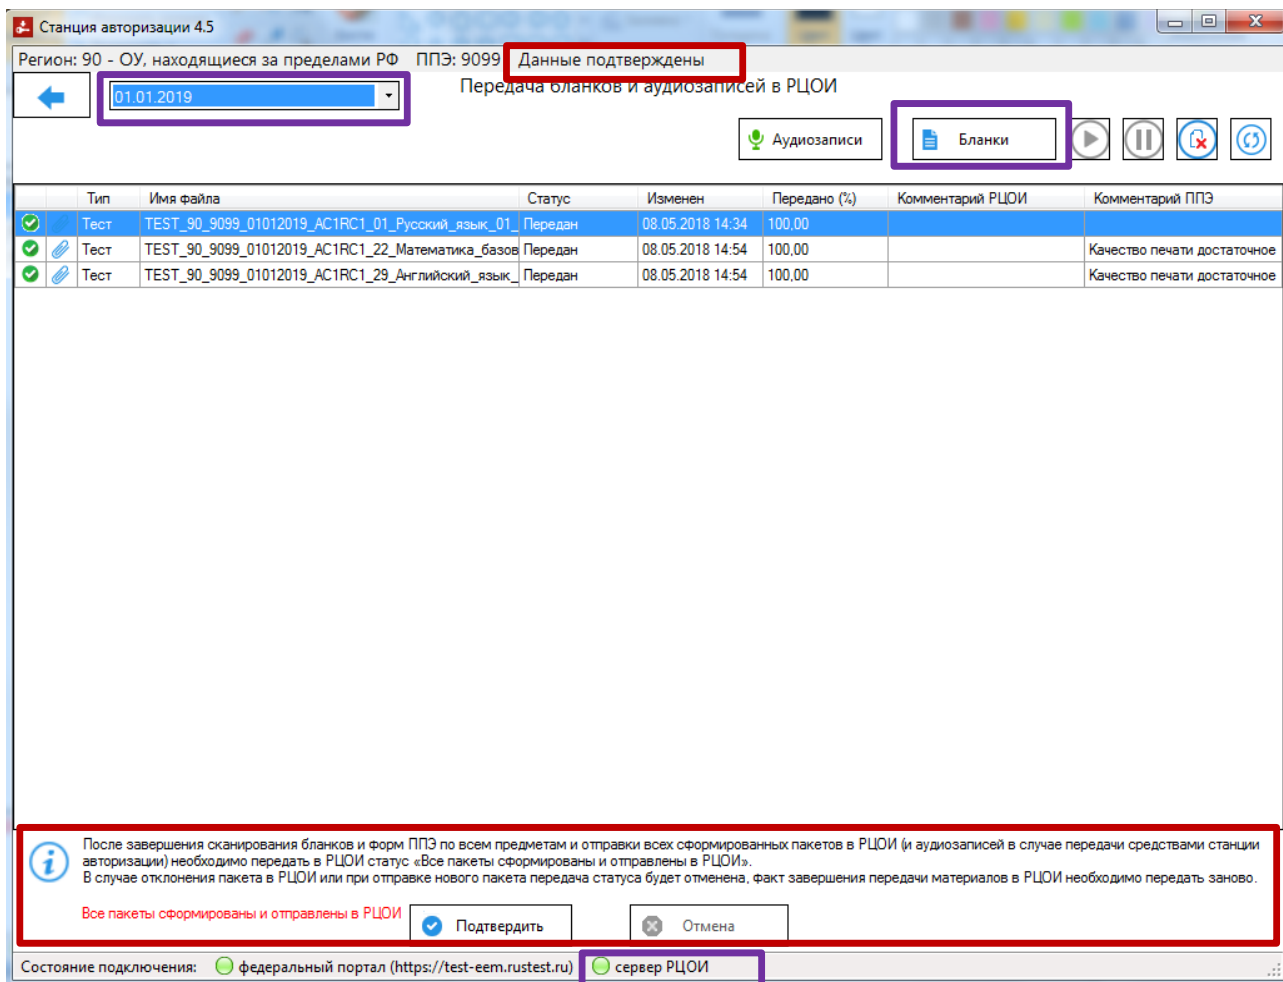 Станция авторизации 4.5
Регион: 90 - ОУ, находящиеся за пределами РФ ППЭ: 9099 Данные подтверждены
01.01.2019
Передача бланков и аудиозаписей в РЦОИ
Аудиозаписи Бланки
Тип Имя файла Статус Изменен Передано (%) Комментарий РЦОИ Комментарий ППЭ
Тест TEST_90_9099_01012019_AC1RC1_01_Русский_язык_01_ Передан 08.05.2018 14:34 100,00
Тест TEST_90_9099_01012019_AC1RC1_22_Математика_базов Передан 08.05.2018 14:54 100,00 Качество печати достаточное
Тест TEST_90_9099_01012019_AC1RC1_29_Английский_язык_ Передан 08.05.2018 14:54 100,00 Качество печати достаточное
После завершения сканирования бланков и форм ППЭ по всем предметам и отправки всех сформированных пакетов в РЦОИ (и аудиозаписей в случае передачи средствами станции
авторизации) необходимо передать в РЦОИ статус «Все пакеты сформированы и отправлены в РЦОИ».
В случае отклонения пакета в РЦОИ или при отправке нового пакета передача статуса будет отменена, факт завершения передачи материалов в РЦОИ необходимо передать заново.
Все пакеты сформированы и отправлены в РЦОИ Подтвердить Отмена
Состояние подключения: федеральный портал (https://test-eem.rustest.ru) сервер РЦОИ